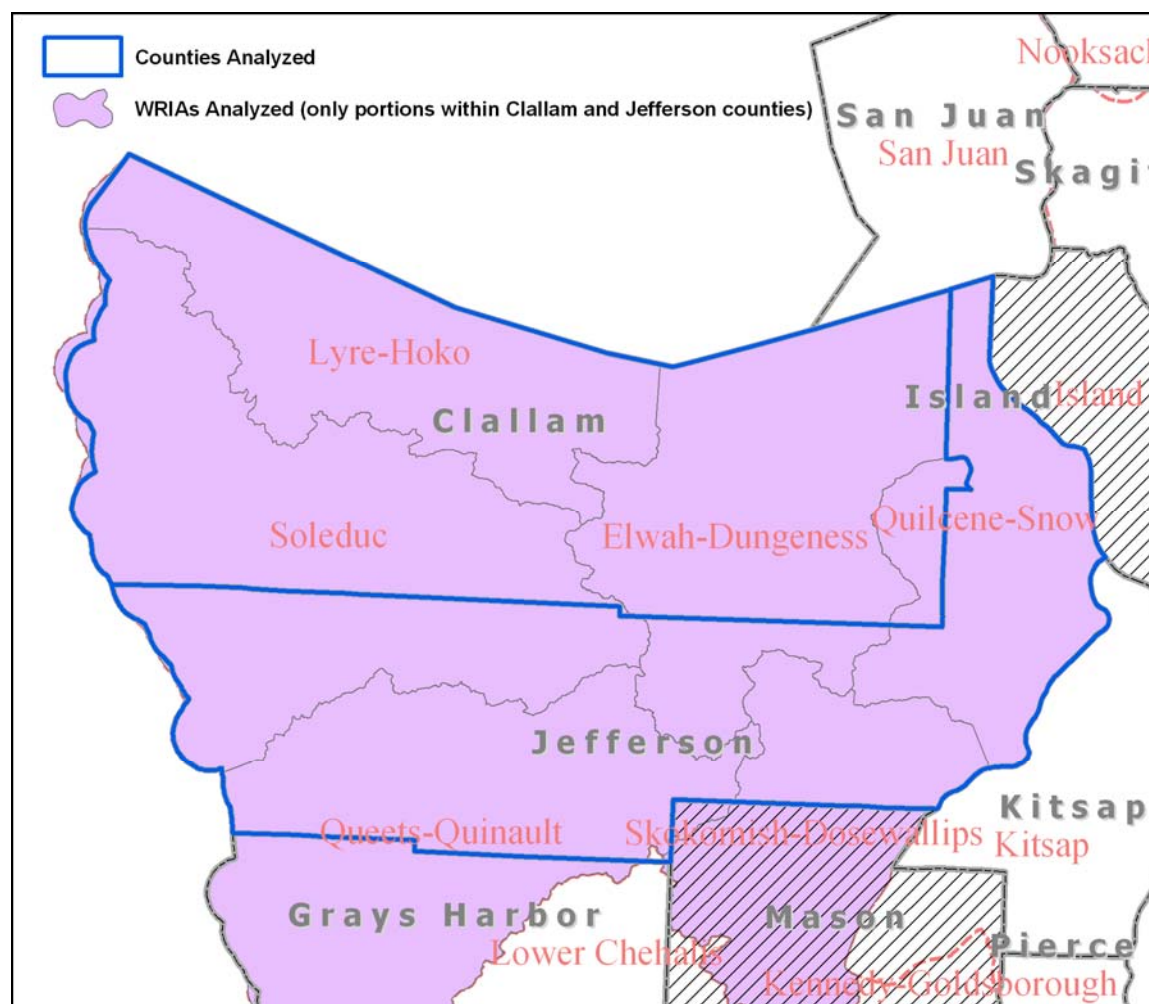 Counties Analyzed
WRIAs Analyzed (only portions within Clallam and Jefferson counties)
Nooksack
San Juan
San Juan
Skagit
Lyre-Hoko
Clallam
Island
Island
Soleduc
Elwah-Dungeness
Quilcene-Snow
Jefferson
Kitsap
Queets-Quinault
Skokomish-Dosewallips
Kitsap
Grays Harbor
Mason
Lower Chehalis
Pierce
Kennedy-Goldsborough